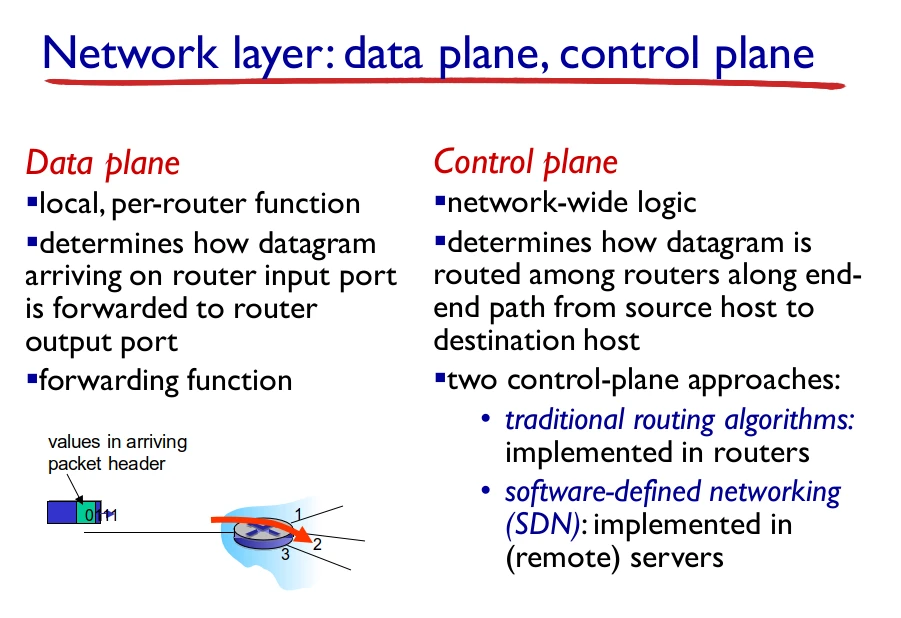 Network layer: data plane, control plane
Data plane
▪local, per-router function
▪determines how datagram
arriving on router input port
is forwarded to router
output port
▪forwarding function
values in arriving
packet header
0111
1
2
3
Control plane
▪network-wide logic
▪determines how datagram is
routed among routers along end-
end path from source host to
destination host
▪two control-plane approaches:
• traditional routing algorithms:
implemented in routers
• software-defined networking
(SDN): implemented in
(remote) servers